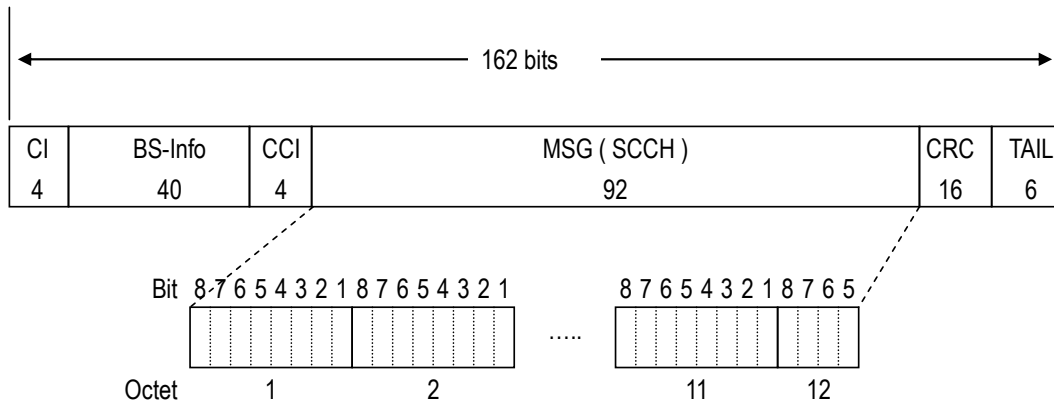 162 bits
CI BS-Info CCI MSG ( SCCH ) CRC TAIL
4 40 4 92 16 6
Bit 8 7 6 5 4 3 2 1 8 7 6 5 4 3 2 1 8 7 6 5 4 3 2 1 8 7 6 5
.....
Octet 1 2 11 12